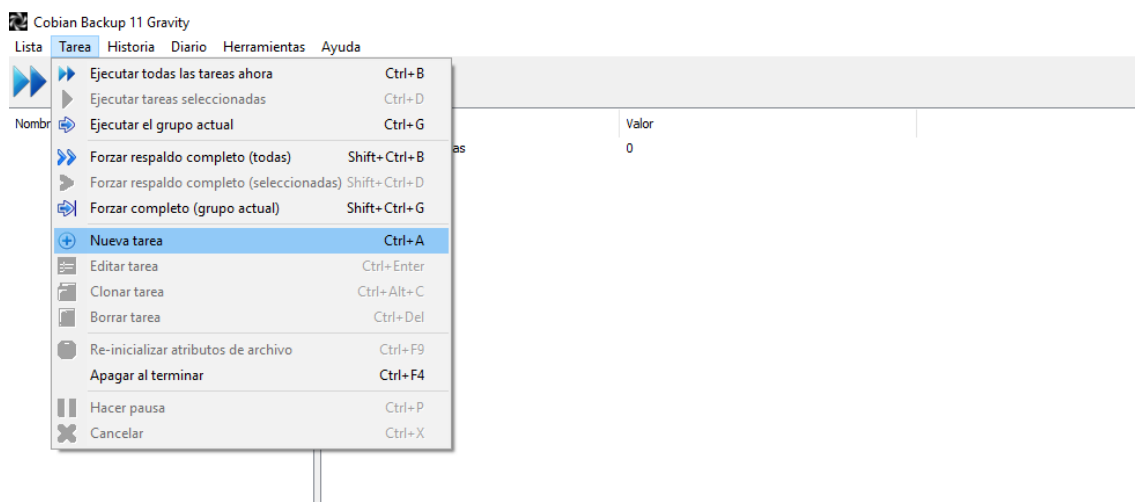 Cobian Backup 11 Gravity
Lista Tarea Historia Diario Herramientas Ayuda
Ejecutar todas las tareas ahora Ctrl+B
Ejecutar tareas seleccionadas Ctrl+D
Nombr Ejecutar el grupo actual Ctrl+G Valor
as 0
Forzar respaldo completo (todas) Shift+Ctrl+B
Forzar respaldo completo (seleccionadas) Shift+Ctrl+D
Forzar completo (grupo actual) Shift+Ctrl+G
Nueva tarea Ctrl+A
Editar tarea Ctrl+Enter
Clonar tarea Ctrl+Alt+C
Borrar tarea Ctrl+Del
Re-inicializar atributos de archivo Ctrl+F9
Apagar al terminar Ctrl+F4
Hacer pausa Ctrl+P
Cancelar Ctrl+X